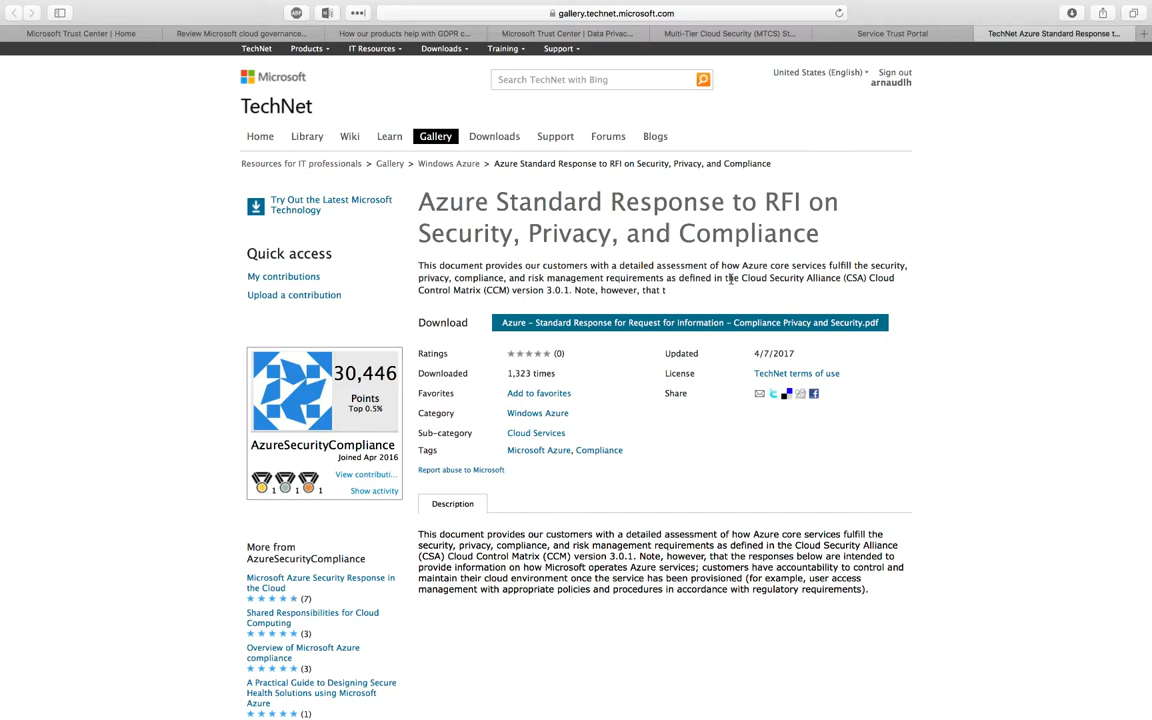 gallery.technet.microsoft.com
Microsoft Trust Center | Home
Review Microsoft cloud governance...
How our products help with GDPR c...
Microsoft Trust Center | Data Privac...
Multi-Tier Cloud Security (MTCS) St...
Service Trust Portal
TechNet Azure Standard Response t...
TechNet Products IT Resources Downloads Training Support
Microsoft
Search TechNet with Bing
United States (English) Sign out
arnaudlh
TechNet
Home Library Wiki Learn Gallery Downloads Support Forums Blogs
Resources for IT professionals > Gallery > Windows Azure > Azure Standard Response to RFI on Security, Privacy, and Compliance
Try Out the Latest Microsoft
Technology
Quick access
My contributions
Upload a contribution
30,446
Points
Top 0.5%
AzureSecurityCompliance
Joined Apr 2016
View contributi...
1 1 1
Show activity
More from
AzureSecurityCompliance
Microsoft Azure Security Response in
the Cloud
(7)
Shared Responsibilities for Cloud
Computing
(3)
Overview of Microsoft Azure
compliance
(3)
A Practical Guide to Designing Secure
Health Solutions using Microsoft
Azure
(1)
Azure Standard Response to RFI on
Security, Privacy, and Compliance
This document provides our customers with a detailed assessment of how Azure core services fulfill the security,
privacy, compliance, and risk management requirements as defined in the Cloud Security Alliance (CSA) Cloud
Control Matrix (CCM) version 3.0.1. Note, however, that t
Download Azure – Standard Response for Request for Information – Compliance Privacy and Security.pdf
Ratings (0) Updated 4/7/2017
Downloaded 1,323 times License TechNet terms of use
Favorites Add to favorites Share
Category Windows Azure
Sub-category Cloud Services
Tags Microsoft Azure, Compliance
Report abuse to Microsoft
Description
This document provides our customers with a detailed assessment of how Azure core services fulfill the
security, privacy, compliance, and risk management requirements as defined in the Cloud Security Alliance
(CSA) Cloud Control Matrix (CCM) version 3.0.1. Note, however, that the responses below are intended to
provide information on how Microsoft operates Azure services; customers have accountability to control and
maintain their cloud environment once the service has been provisioned (for example, user access
management with appropriate policies and procedures in accordance with regulatory requirements).